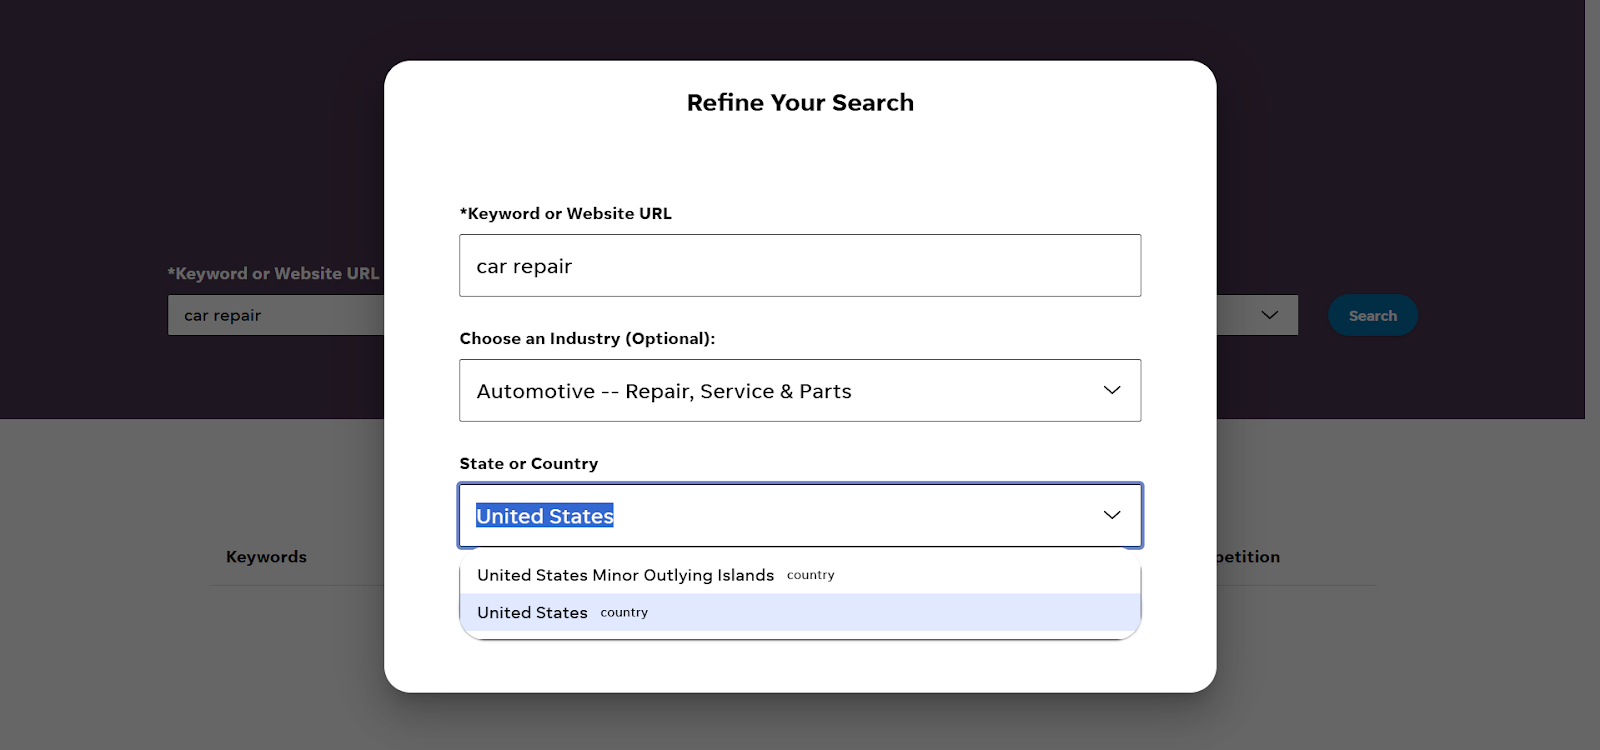 Refine Your Search
*Keyword or Website URL
car repair
Choose an Industry (Optional):
Automotive -- Repair, Service & Parts
State or Country
United States
United States Minor Outlying Islands country
United States country
*Keyword or Website URL
car repair
Search
Keywords